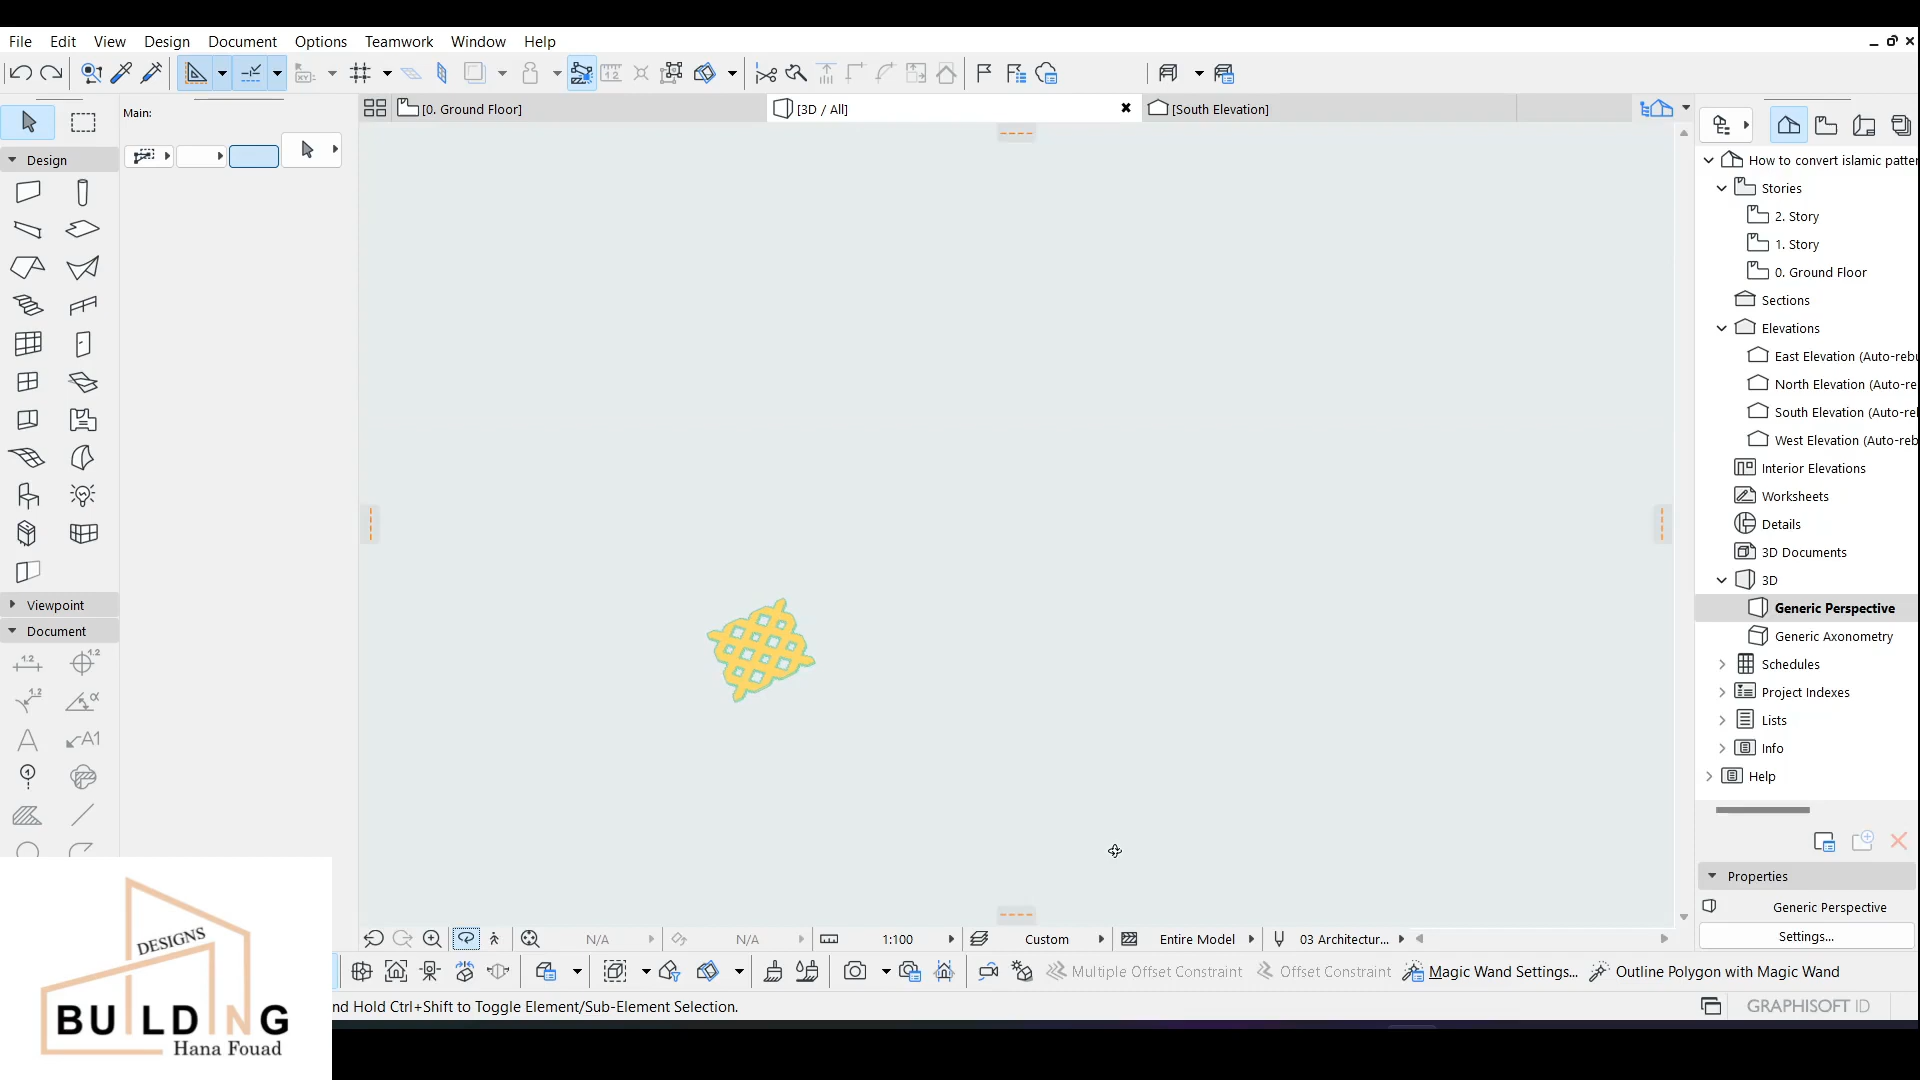 File Edit View Design Document Options Teamwork Window Help
Main:
[0. Ground Floor]
[3D / All]
[South Elevation]
Design
Viewpoint
Document
How to convert islamic patter
Stories
2. Story
1. Story
0. Ground Floor
Sections
Elevations
East Elevation (Auto-rebu
North Elevation (Auto-re
South Elevation (Auto-rel
West Elevation (Auto-reb
Interior Elevations
Worksheets
Details
3D Documents
3D
Generic Perspective
Generic Axonometry
Schedules
Project Indexes
Lists
Info
Help
Properties
Generic Perspective
Settings...
N/A N/A 1:100 Custom Entire Model 03 Architectur...
Multiple Offset Constraint Offset Constraint Magic Wand Settings... Outline Polygon with Magic Wand
nd Hold Ctrl+Shift to Toggle Element/Sub-Element Selection.
GRAPHISOFT ID
DESIGNS
BUILDING
Hana Fouad